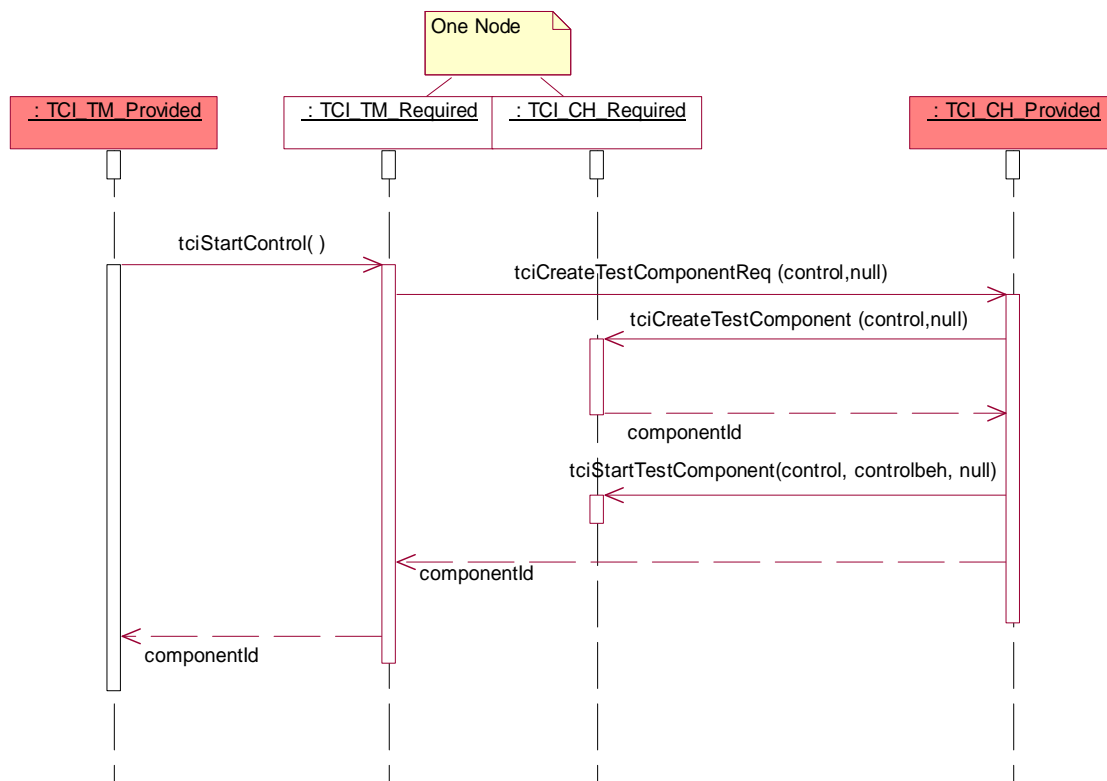 One Node
: TCI_TM_Provided
: TCI_TM_Required
: TCI_CH_Required
: TCI_CH_Provided
tciStartControl( )
tciCreateTestComponentReq (control,null)
tciCreateTestComponent (control,null)
componentId
tciStartTestComponent(control, controlbeh, null)
componentId
componentId